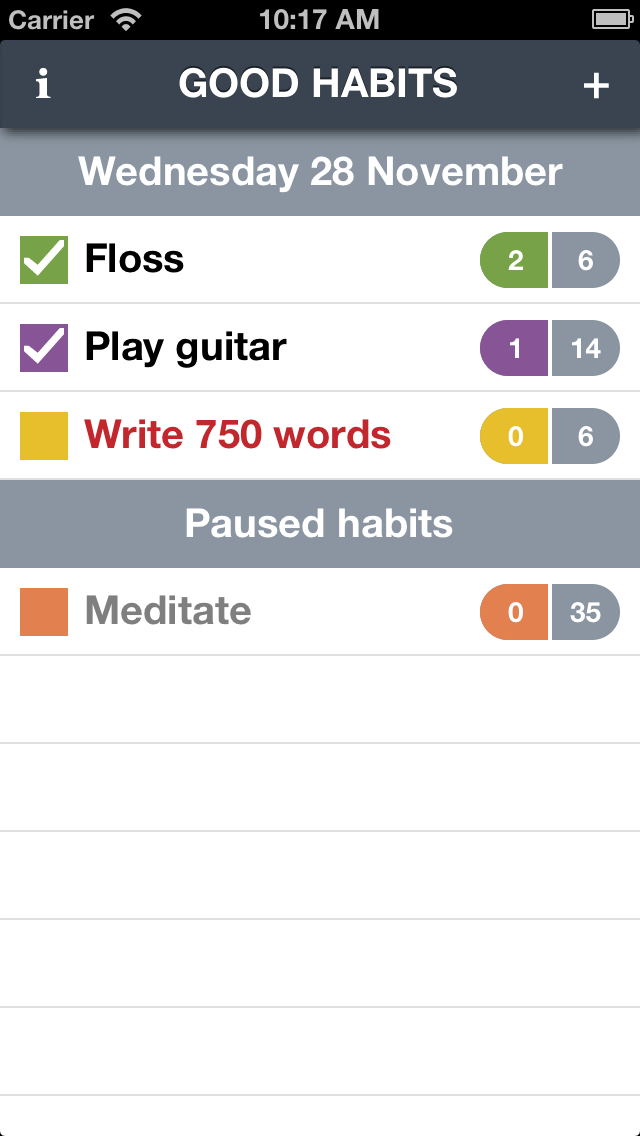 Carrier 10:17 AM
i GOOD HABITS +
Wednesday 28 November
Floss 2 6
Play guitar 1 14
Write 750 words 0 6
Paused habits
Meditate 0 35